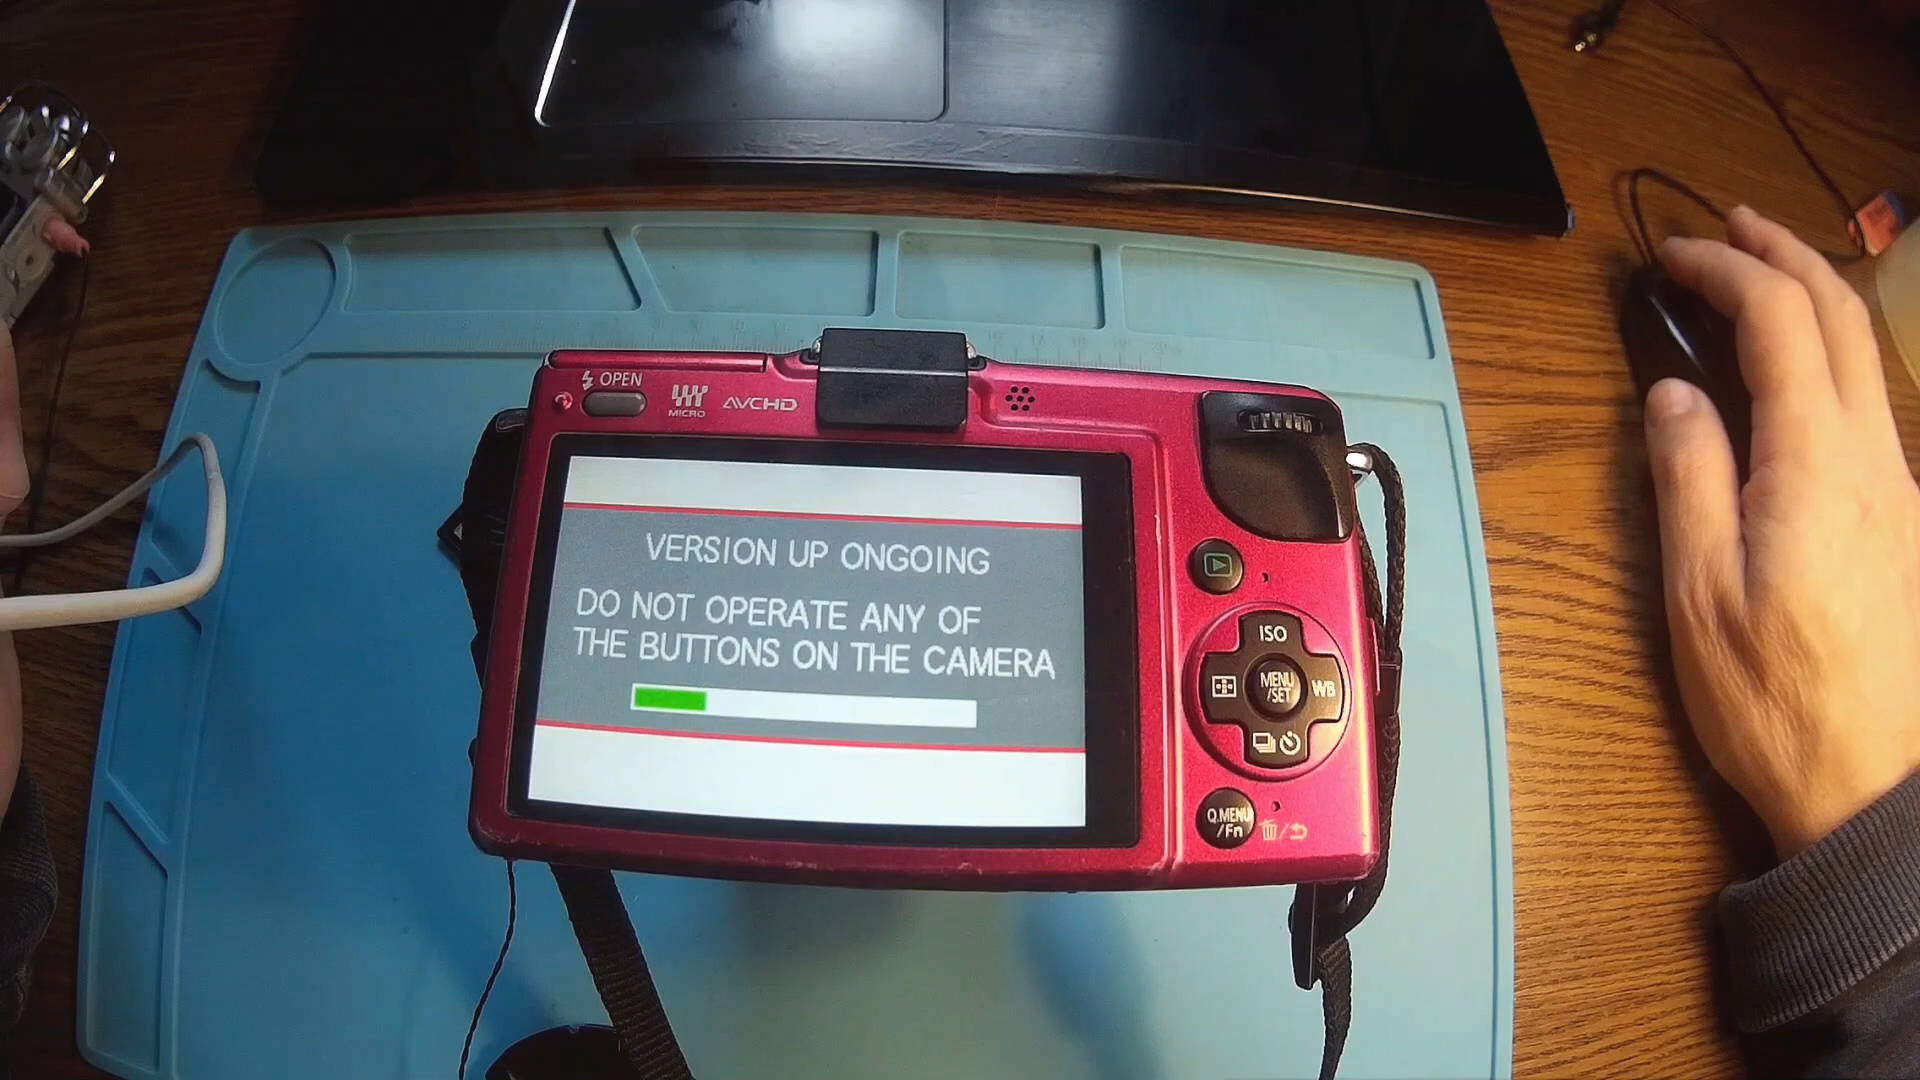 OPEN
MICRO
AVCHD
VERSION UP ONGOING
DO NOT OPERATE ANY OF
THE BUTTONS ON THE CAMERA
ISO
MENU
/SET
WB
Q.MENU
/Fn